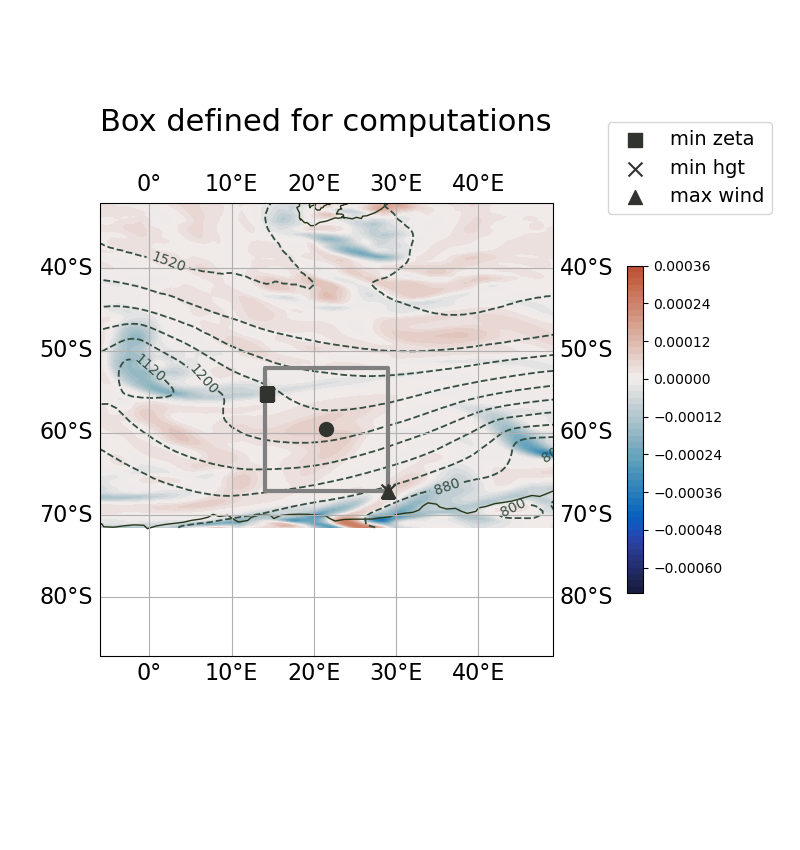 Box defined for computations
min zeta
min hgt
max wind
0° 10°E 20°E 30°E 40°E
40°S 40°S
50°S 50°S
60°S 60°S
70°S 70°S
80°S 80°S
0° 10°E 20°E 30°E 40°E
1520
1120
1200
880
800
0.00036
0.00024
0.00012
0.00000
−0.00012
−0.00024
−0.00036
−0.00048
−0.00060